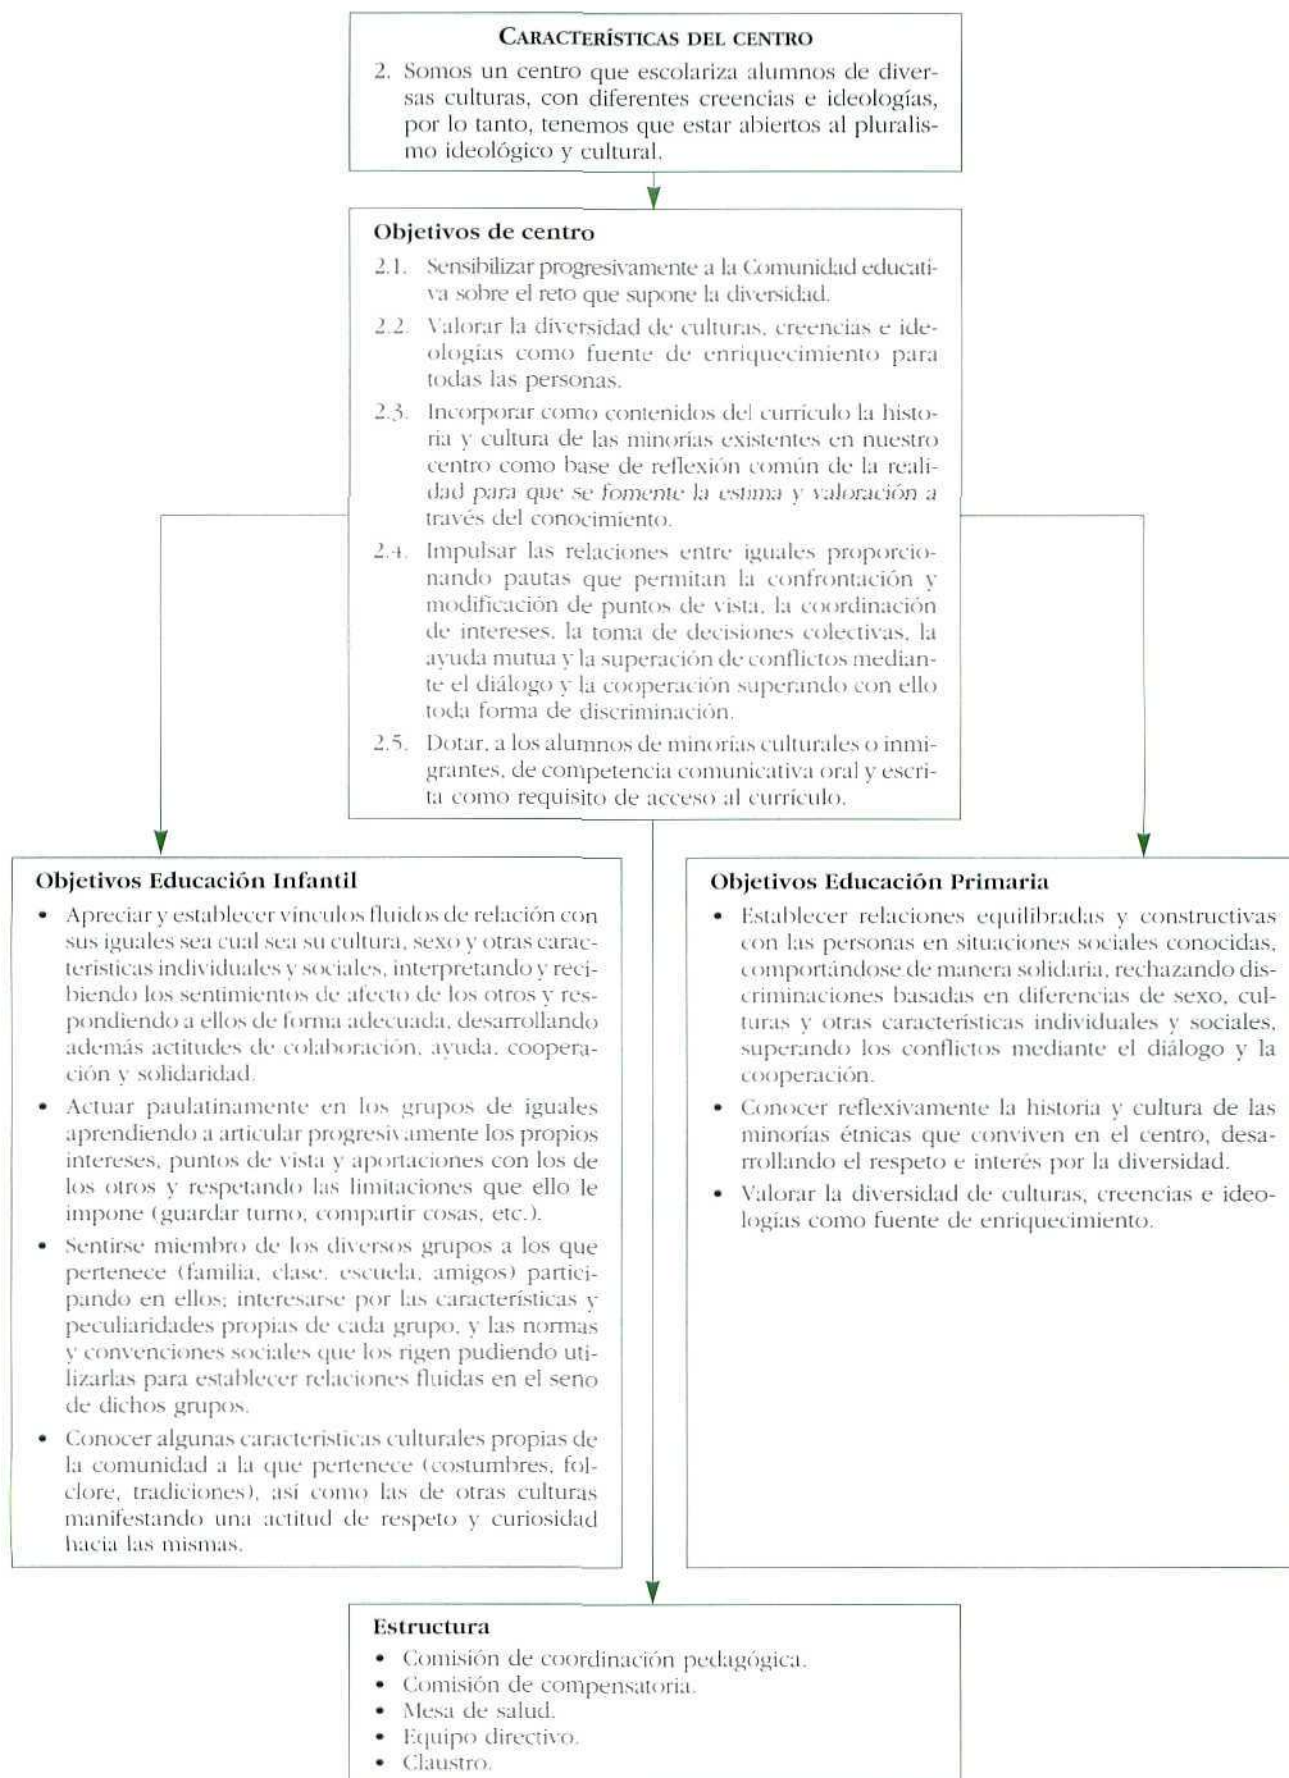 CARACTERÍSTICAS DEL CENTRO
2. Somos un centro que escolariza alumnos de diver-
sas culturas, con diferentes creencias e ideologías,
por lo tanto, tenemos que estar abiertos al pluralis-
mo ideológico y cultural.
Objetivos de centro
2.1. Sensibilizar progresivamente a la Comunidad educati-
va sobre el reto que supone la diversidad.
2.2. Valorar la diversidad de culturas, creencias e ide-
ologías como fuente de enriquecimiento para
todas las personas.
2.3. Incorporar como contenidos del currículo la histo-
ria y cultura de las minorías existentes en nuestro
centro como base de reflexión común de la reali-
dad para que se fomente la estima y valoración a
través del conocimiento.
2.4. Impulsar las relaciones entre iguales proporcio-
nando pautas que permitan la confrontación y
modificación de puntos de vista, la coordinación
de intereses, la toma de decisiones colectivas, la
ayuda mutua y la superación de conflictos median-
te el diálogo y la cooperación superando con ello
toda forma de discriminación.
2.5. Dotar, a los alumnos de minorías culturales o inmi-
grantes, de competencia comunicativa oral y escri-
ta como requisito de acceso al currículo.
Objetivos Educación Infantil
• Apreciar y establecer vínculos fluidos de relación con
sus iguales sea cual sea su cultura, sexo y otras carac-
terísticas individuales y sociales, interpretando y reci-
biendo los sentimientos de afecto de los otros y res-
pondiendo a ellos de forma adecuada, desarrollando
además actitudes de colaboración, ayuda, coopera-
ción y solidaridad.
• Actuar paulatinamente en los grupos de iguales
aprendiendo a articular progresivamente los propios
intereses, puntos de vista y aportaciones con los de
los otros y respetando las limitaciones que ello le
impone (guardar turno, compartir cosas, etc.).
• Sentirse miembro de los diversos grupos a los que
pertenece (familia, clase, escuela, amigos) partici-
pando en ellos; interesarse por las características y
peculiaridades propias de cada grupo, y las normas
y convenciones sociales que los rigen pudiendo uti-
lizarlas para establecer relaciones fluidas en el seno
de dichos grupos.
• Conocer algunas características culturales propias de
la comunidad a la que pertenece (costumbres, fol-
clore, tradiciones), así como las de otras culturas
manifestando una actitud de respeto y curiosidad
hacia las mismas.
Objetivos Educación Primaria
• Establecer relaciones equilibradas y constructivas
con las personas en situaciones sociales conocidas,
comportándose de manera solidaria, rechazando dis-
criminaciones basadas en diferencias de sexo, cul-
turas y otras características individuales y sociales,
superando los conflictos mediante el diálogo y la
cooperación.
• Conocer reflexivamente la historia y cultura de las
minorías étnicas que conviven en el centro, desa-
rrollando el respeto e interés por la diversidad.
• Valorar la diversidad de culturas, creencias e ideo-
logías como fuente de enriquecimiento.
Estructura
• Comisión de coordinación pedagógica.
• Comisión de compensatoria.
• Mesa de salud.
• Equipo directivo.
• Claustro.